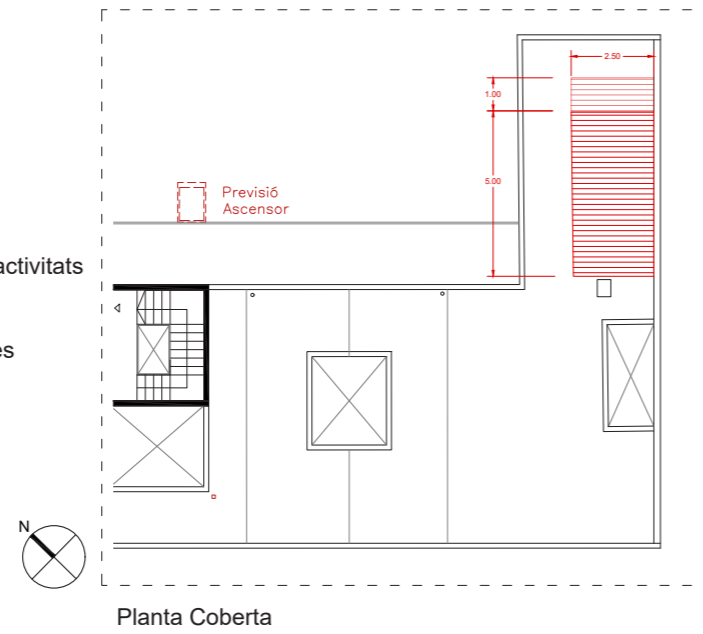 2.50
1.00
5.00
Previsió
Ascensor
activitats
es
N
Planta Coberta